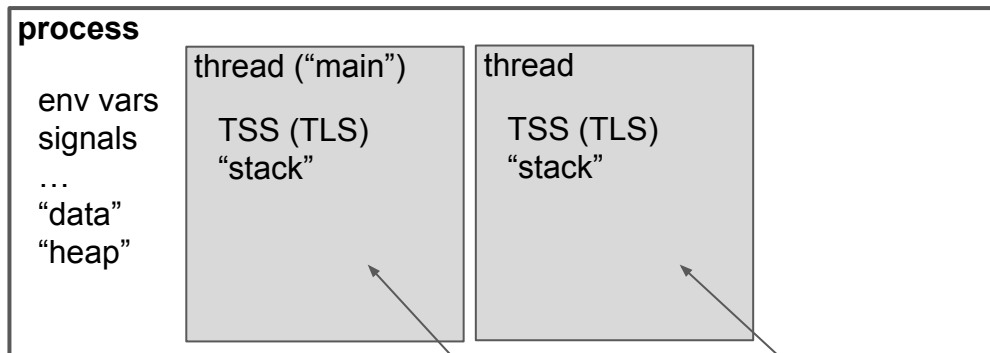 process
env vars
signals
…
“data”
“heap”
thread (“main”)
TSS (TLS)
“stack”
thread
TSS (TLS)
“stack”